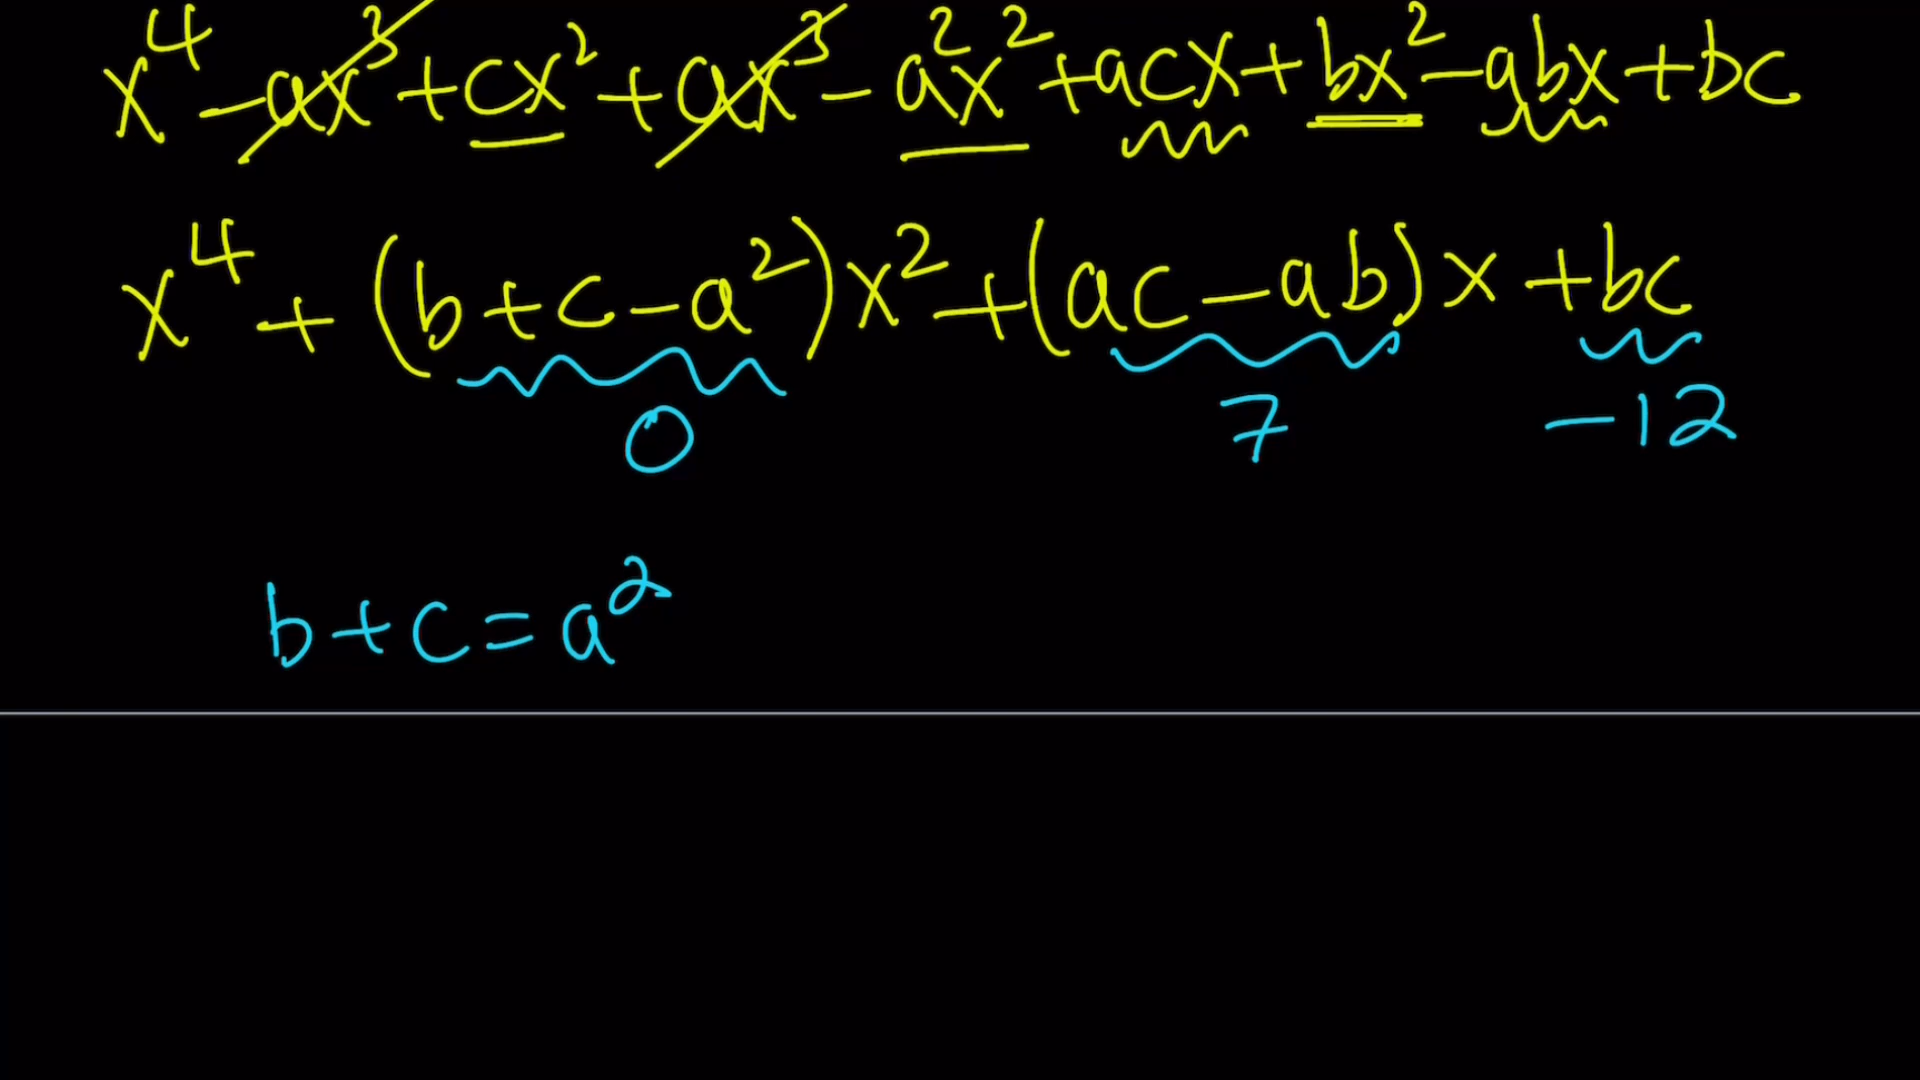 x⁴ − ax³ + cx² + ax³ − a²x² + acx + bx² − abx + bc
x⁴ + (b + c − a²)x² + (ac − ab)x + bc
0 7 −12
b + c = a²